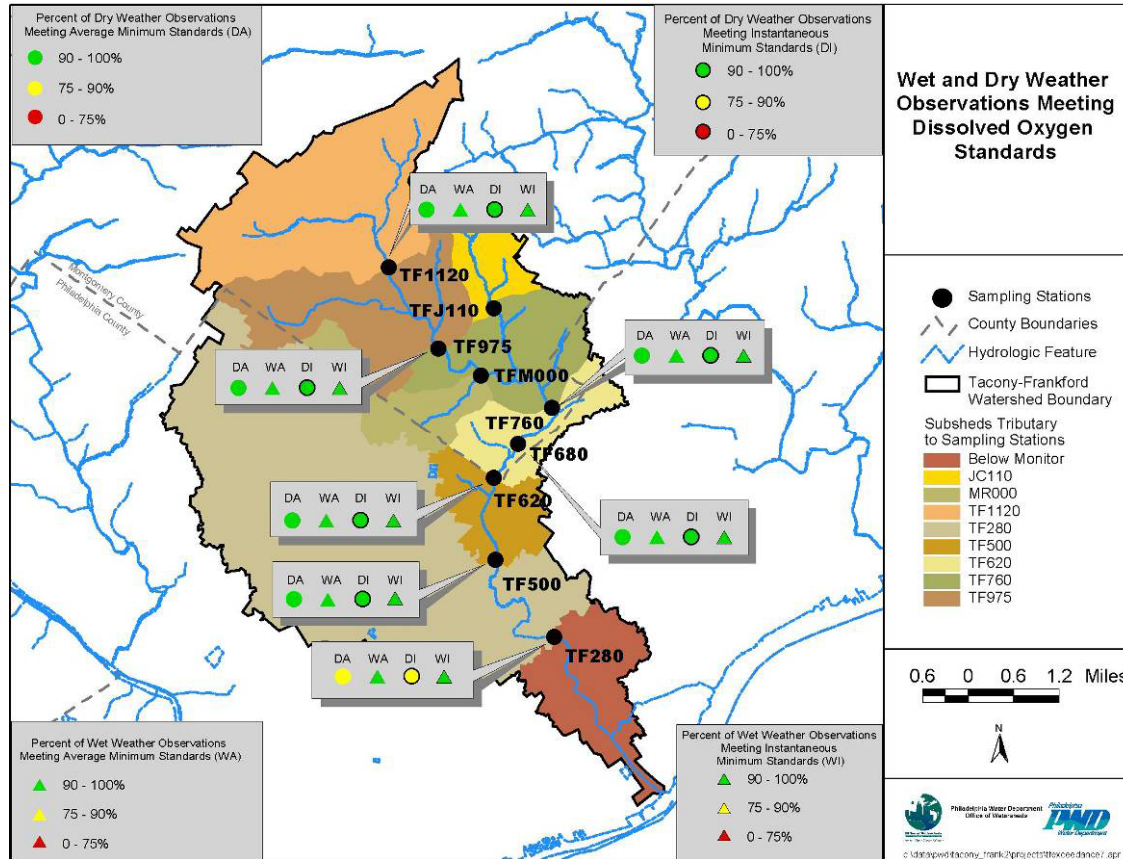 Percent of Dry Weather Observations
Meeting Average Minimum Standards (DA)
90 - 100%
75 - 90%
0 - 75%
Percent of Dry Weather Observations
Meeting Instantaneous
Minimum Standards (DI)
90 - 100%
75 - 90%
0 - 75%
Wet and Dry Weather
Observations Meeting
Dissolved Oxygen
Standards
DA WA DI WI
TF1120
Montgomery County
Philadelphia County
TFJ110
TF975
DA WA DI WI
DA WA DI WI
TFM000
TF760
TF680
TF620
DA WA DI WI
DA WA DI WI
TF500
DA WA DI WI
TF280
DA WA DI WI
Sampling Stations
County Boundaries
Hydrologic Feature
Tacony-Frankford
Watershed Boundary
Subsheds Tributary
to Sampling Stations
Below Monitor
JC110
MR000
TF1120
TF280
TF500
TF620
TF760
TF975
0.6 0 0.6 1.2 Miles
N
Percent of Wet Weather Observations
Meeting Average Minimum Standards (WA)
90 - 100%
75 - 90%
0 - 75%
Percent of Wet Weather Observations
Meeting Instantaneous
Minimum Standards (WI)
90 - 100%
75 - 90%
0 - 75%
Philadelphia Water Department
Office of Watersheds
Philadelphia
PWD
Water Department